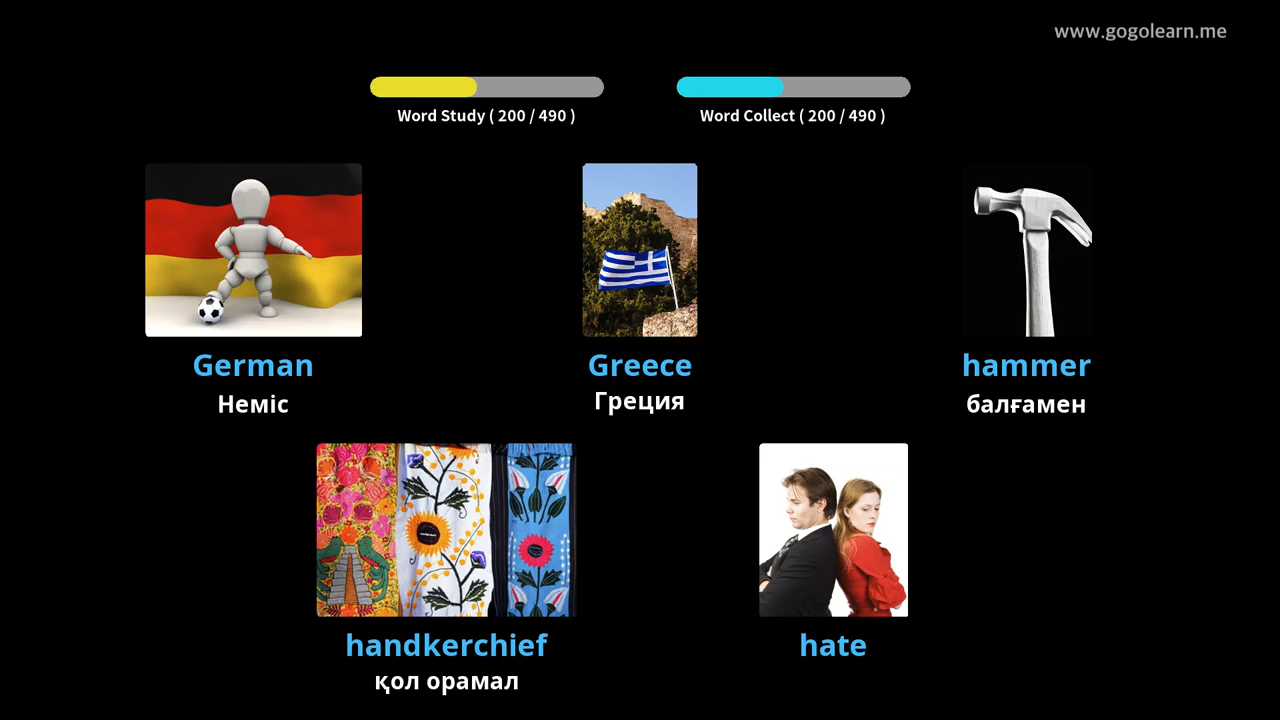 www.gogolearn.me
Word Study ( 200 / 490 )
Word Collect ( 200 / 490 )
German
Greece
hammer
Неміс
Греция
балғамен
handkerchief
hate
қол орамал